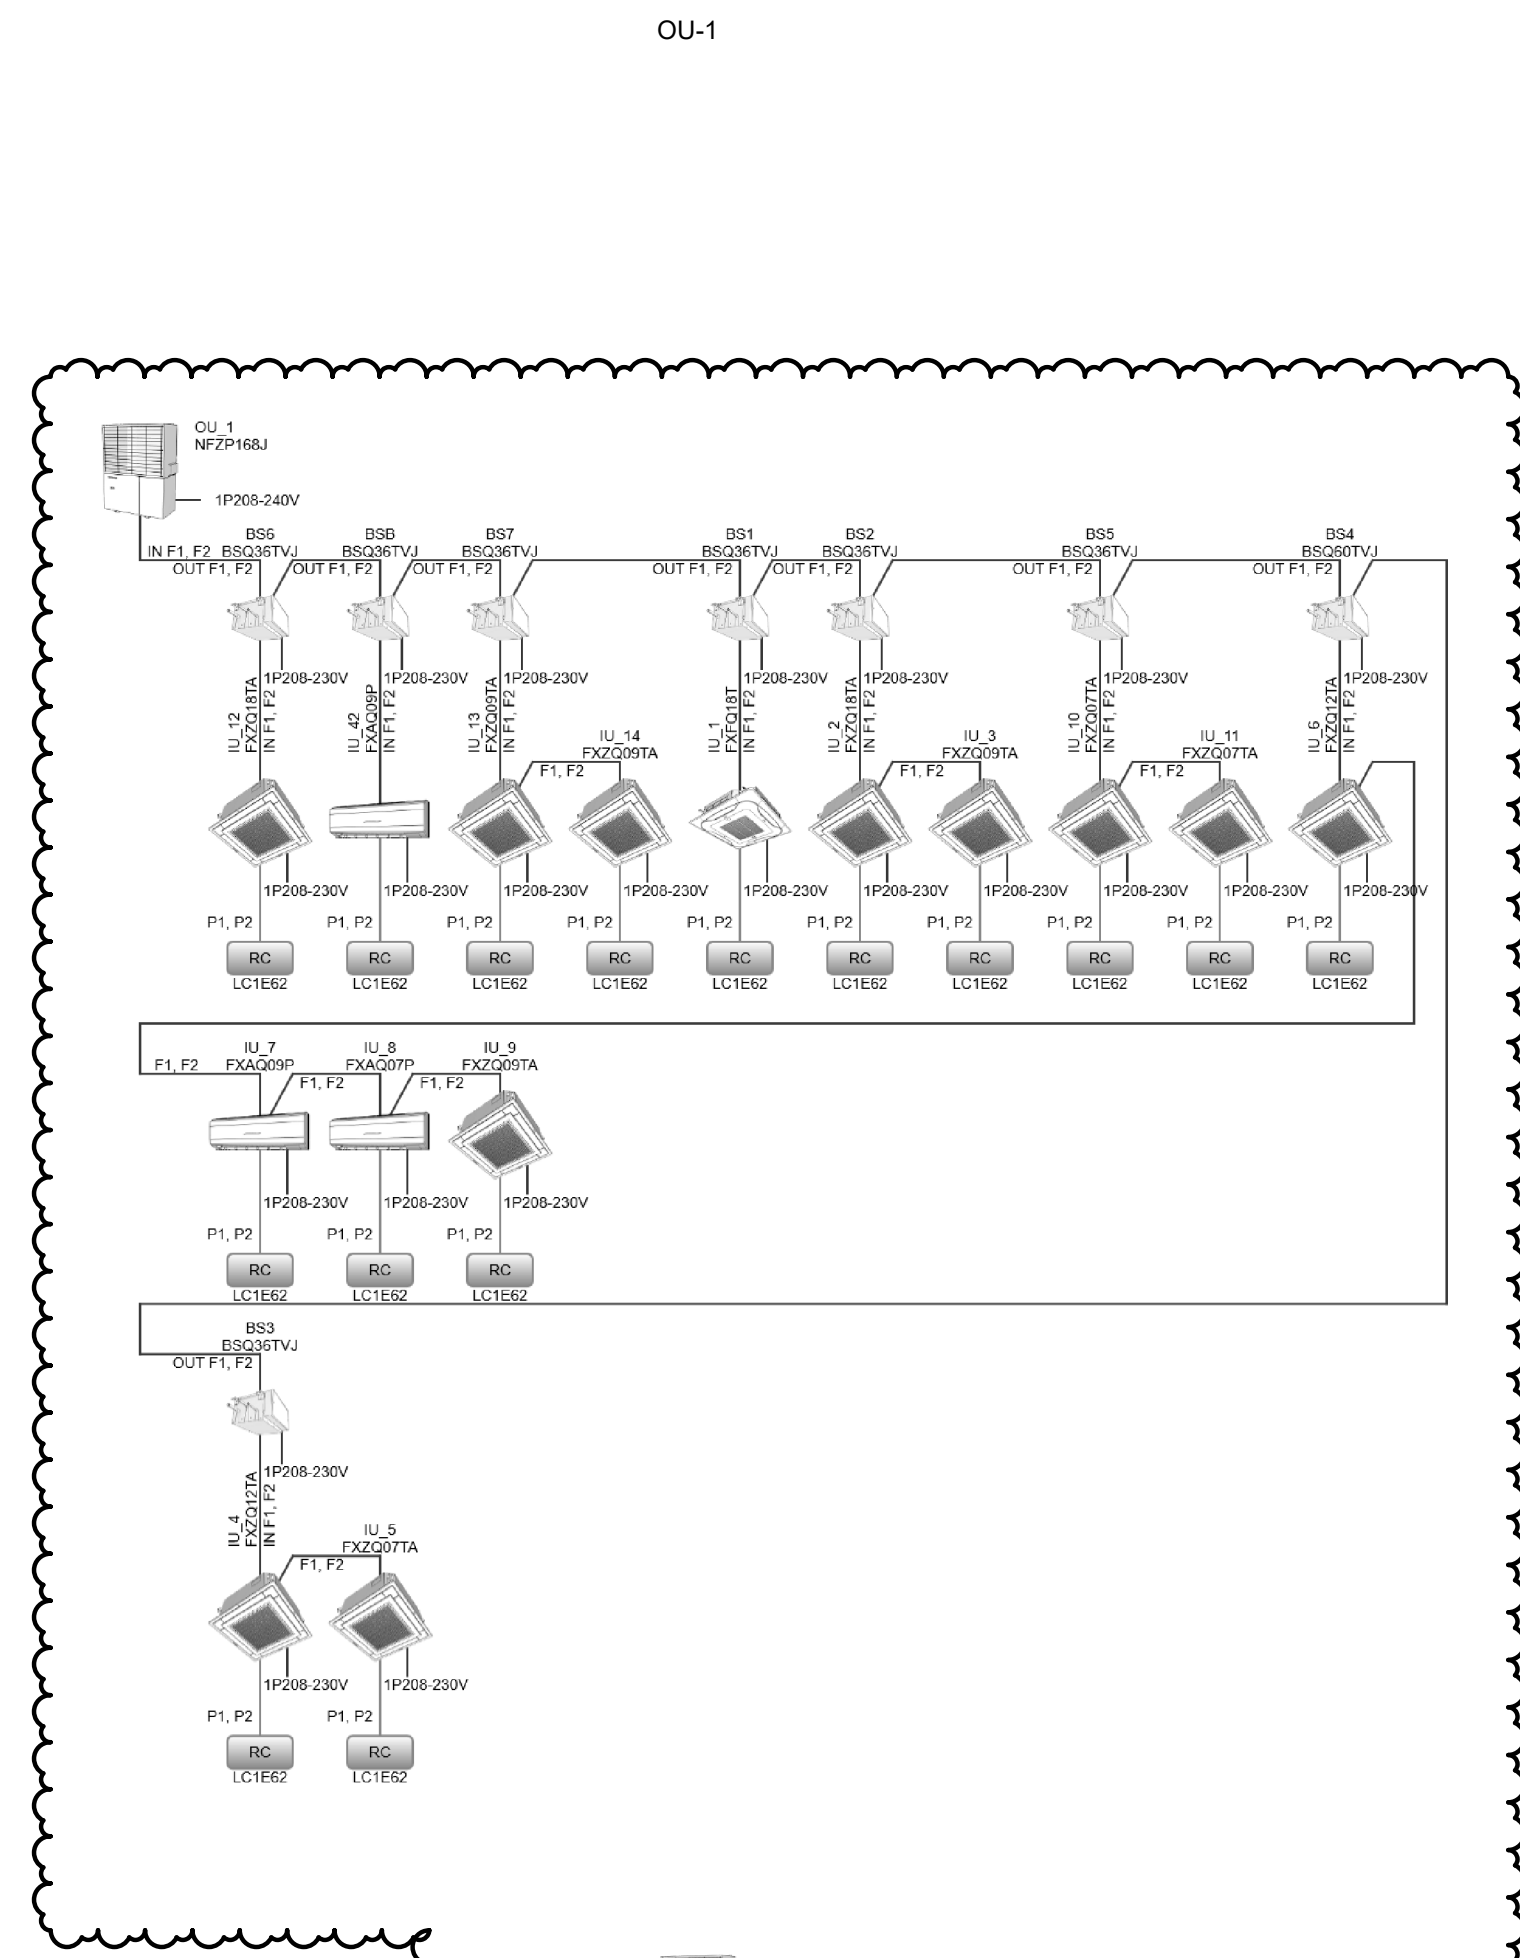 OU-1
OU_1
NFZP168J
1P208-240V
BS6 BSB BS7 BS1 BS2 BS5 BS4
IN F1, F2 BSQ36TVJ BSQ36TVJ BSQ36TVJ BSQ36TVJ BSQ36TVJ BSQ36TVJ BSQ60TVJ
OUT F1, F2 OUT F1, F2 OUT F1, F2 OUT F1, F2 OUT F1, F2 OUT F1, F2 OUT F1, F2
1P208-230V 1P208-230V 1P208-230V 1P208-230V 1P208-230V 1P208-230V 1P208-230V
IU_12
FXZQ18TA
IN F1, F2
IU_42
FXAQ09P
IN F1, F2
IU_13
FXZQ09TA
IN F1, F2
IU_14
FXZQ09TA
F1, F2
IU_1
FXFQ18T
IN F1, F2
IU_2
FXZQ18TA
IN F1, F2
IU_3
FXZQ09TA
F1, F2
IU_10
FXZQ07TA
IN F1, F2
IU_11
FXZQ07TA
F1, F2
IU_6
FXZQ12TA
IN F1, F2
1P208-230V 1P208-230V 1P208-230V 1P208-230V 1P208-230V 1P208-230V 1P208-230V 1P208-230V 1P208-230V 1P208-230V
P1, P2 P1, P2 P1, P2 P1, P2 P1, P2 P1, P2 P1, P2 P1, P2 P1, P2 P1, P2
RC RC RC RC RC RC RC RC RC RC
LC1E62 LC1E62 LC1E62 LC1E62 LC1E62 LC1E62 LC1E62 LC1E62 LC1E62 LC1E62
IU_7 IU_8 IU_9
F1, F2 FXAQ09P FXAQ07P FXZQ09TA
F1, F2 F1, F2
1P208-230V 1P208-230V 1P208-230V
P1, P2 P1, P2 P1, P2
RC RC RC
LC1E62 LC1E62 LC1E62
BS3
BSQ36TVJ
OUT F1, F2
1P208-230V
IU_4
FXZQ12TA
IN F1, F2
IU_5
FXZQ07TA
F1, F2
1P208-230V 1P208-230V
P1, P2 P1, P2
RC RC
LC1E62 LC1E62